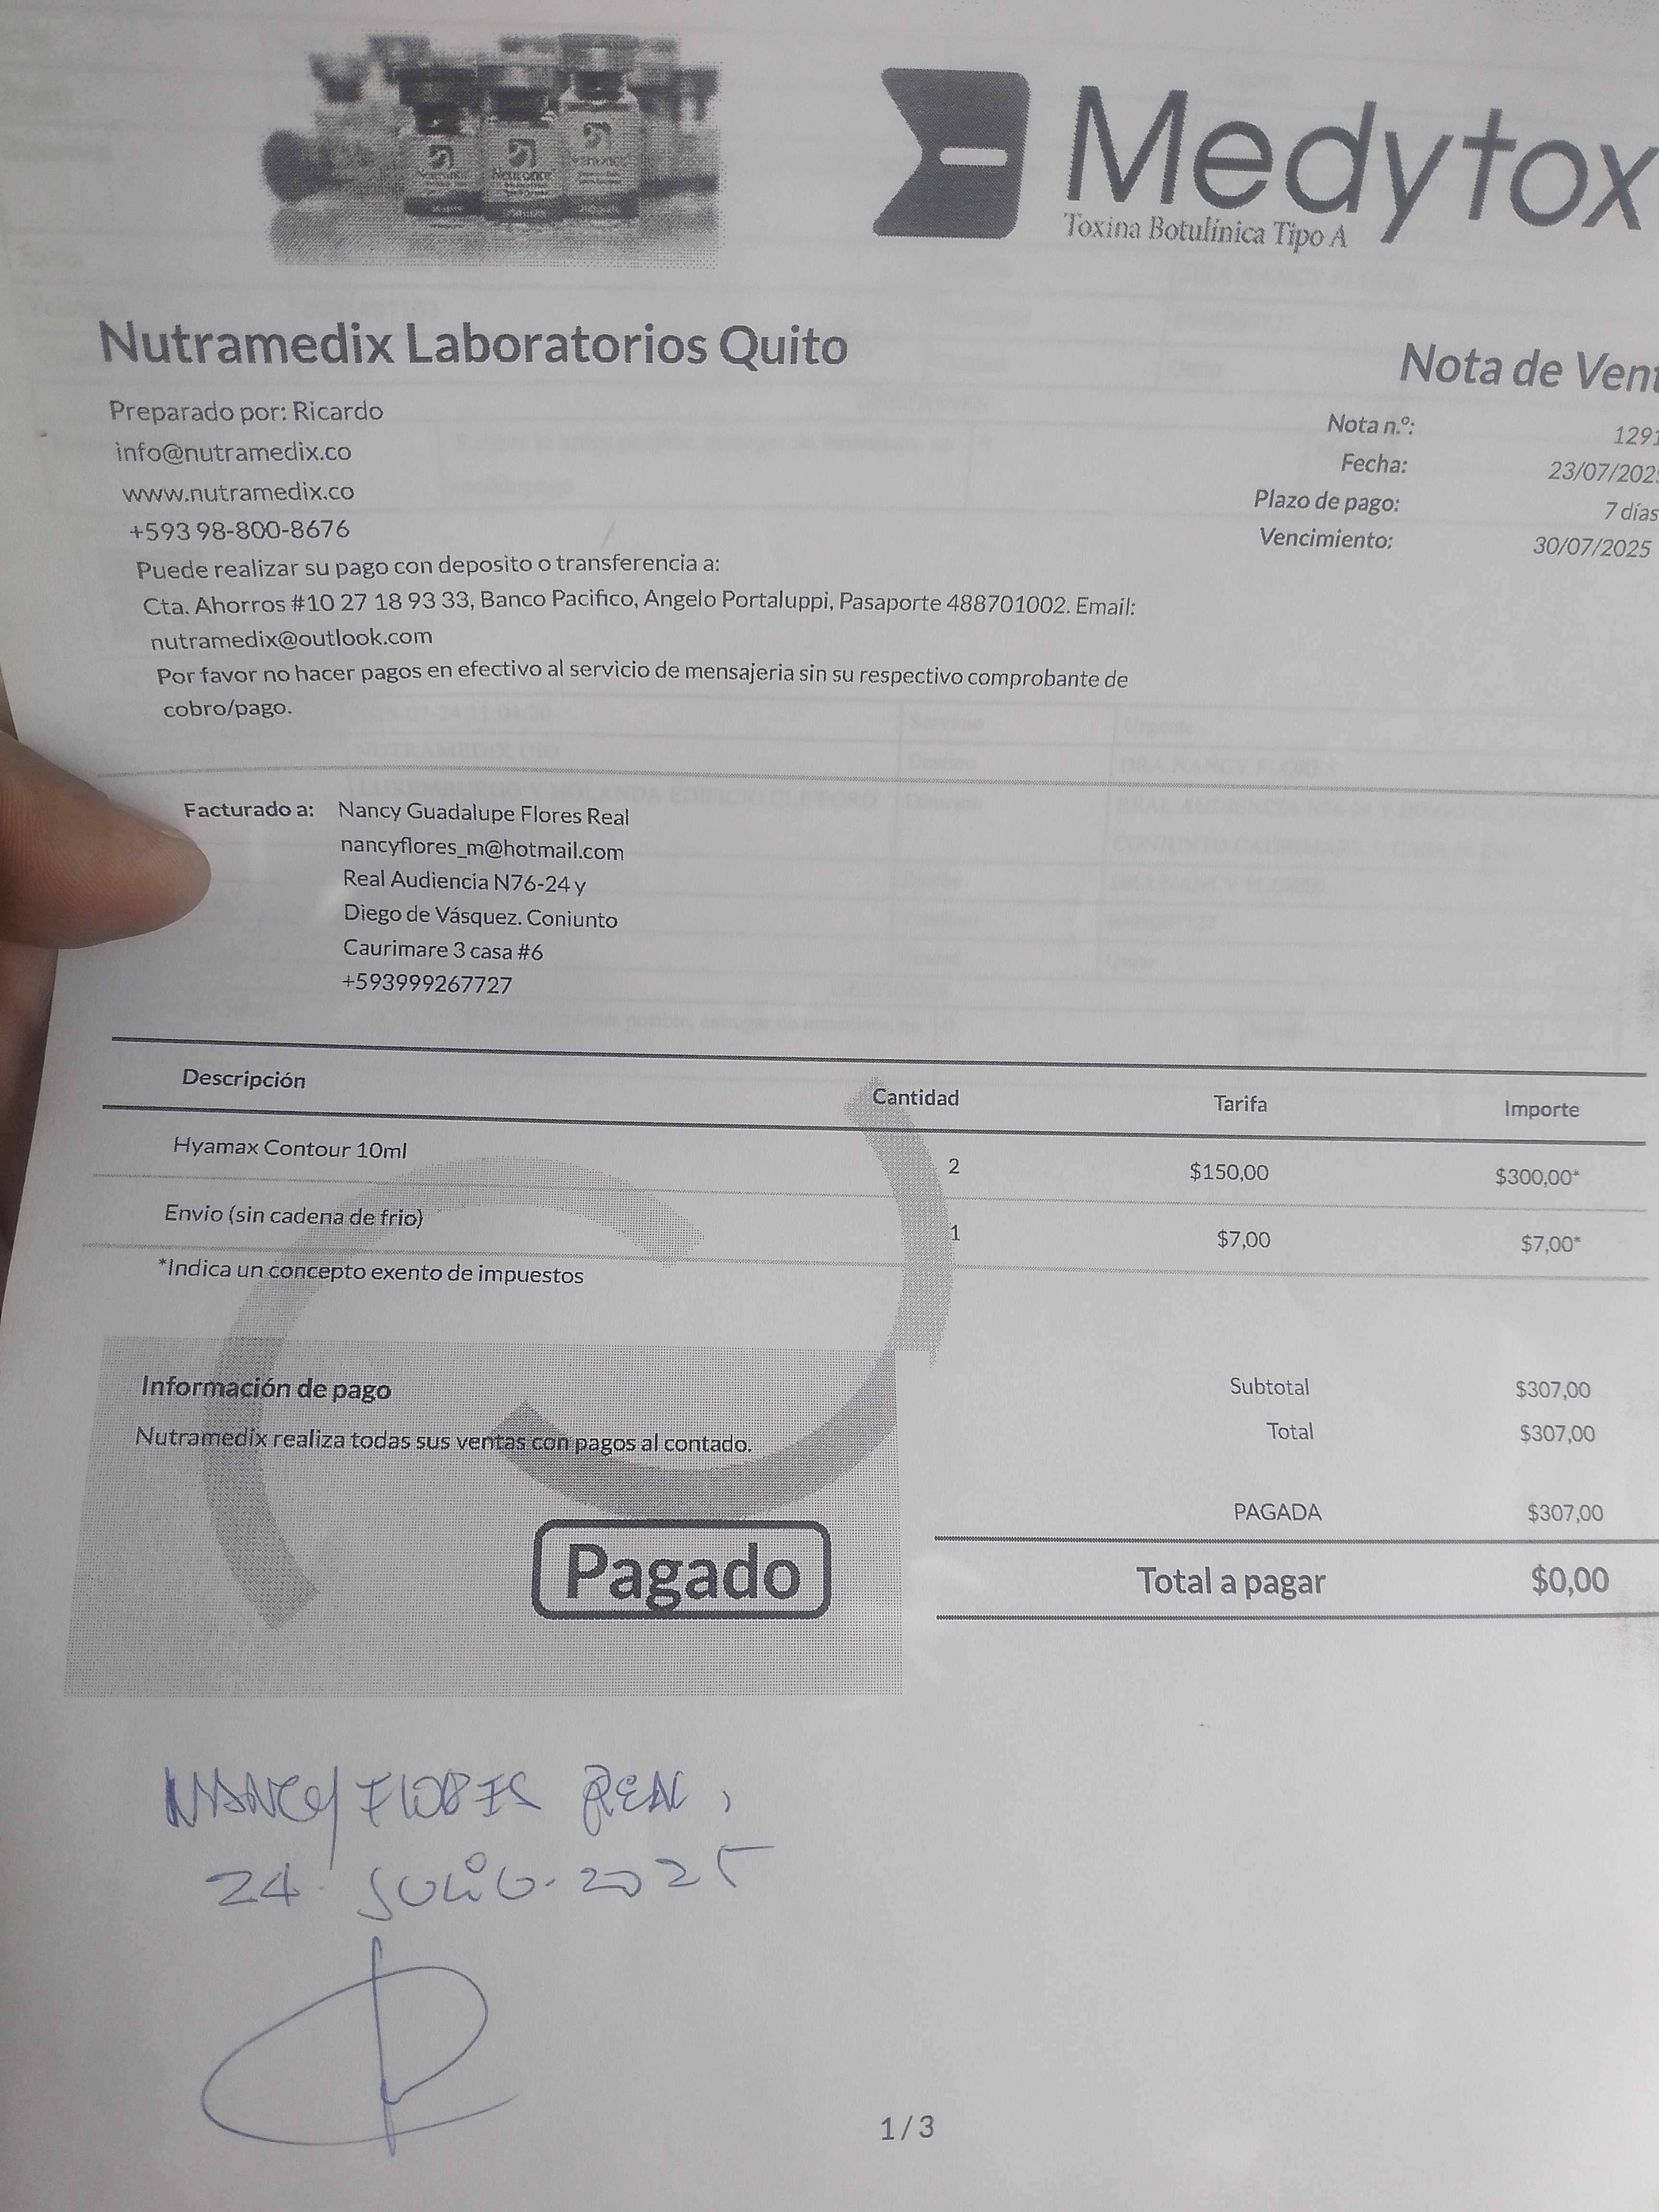 Medytox
Toxina Botulínica Tipo A
Nutramedix Laboratorios Quito
Nota de Vent
Preparado por: Ricardo
info@nutramedix.co
www.nutramedix.co
+593 98-800-8676
Nota n.º: 1291
Fecha: 23/07/202
Plazo de pago: 7 días
Vencimiento: 30/07/2025
Puede realizar su pago con deposito o transferencia a:
Cta. Ahorros #10 27 18 93 33, Banco Pacifico, Angelo Portaluppi, Pasaporte 488701002. Email:
nutramedix@outlook.com
Por favor no hacer pagos en efectivo al servicio de mensajeria sin su respectivo comprobante de
cobro/pago.
Facturado a: Nancy Guadalupe Flores Real
nancyflores_m@hotmail.com
Real Audiencia N76-24 y
Diego de Vásquez. Coniunto
Caurimare 3 casa #6
+593999267727
Descripción Cantidad Tarifa Importe
Hyamax Contour 10ml 2 $150,00 $300,00*
Envio (sin cadena de frio) 1 $7,00 $7,00*
*Indica un concepto exento de impuestos
Información de pago
Nutramedix realiza todas sus ventas con pagos al contado.
Pagado
Subtotal $307,00
Total $307,00
PAGADA $307,00
Total a pagar $0,00
NANCY FLORES REAL,
24. JULIO. 2025
1 / 3